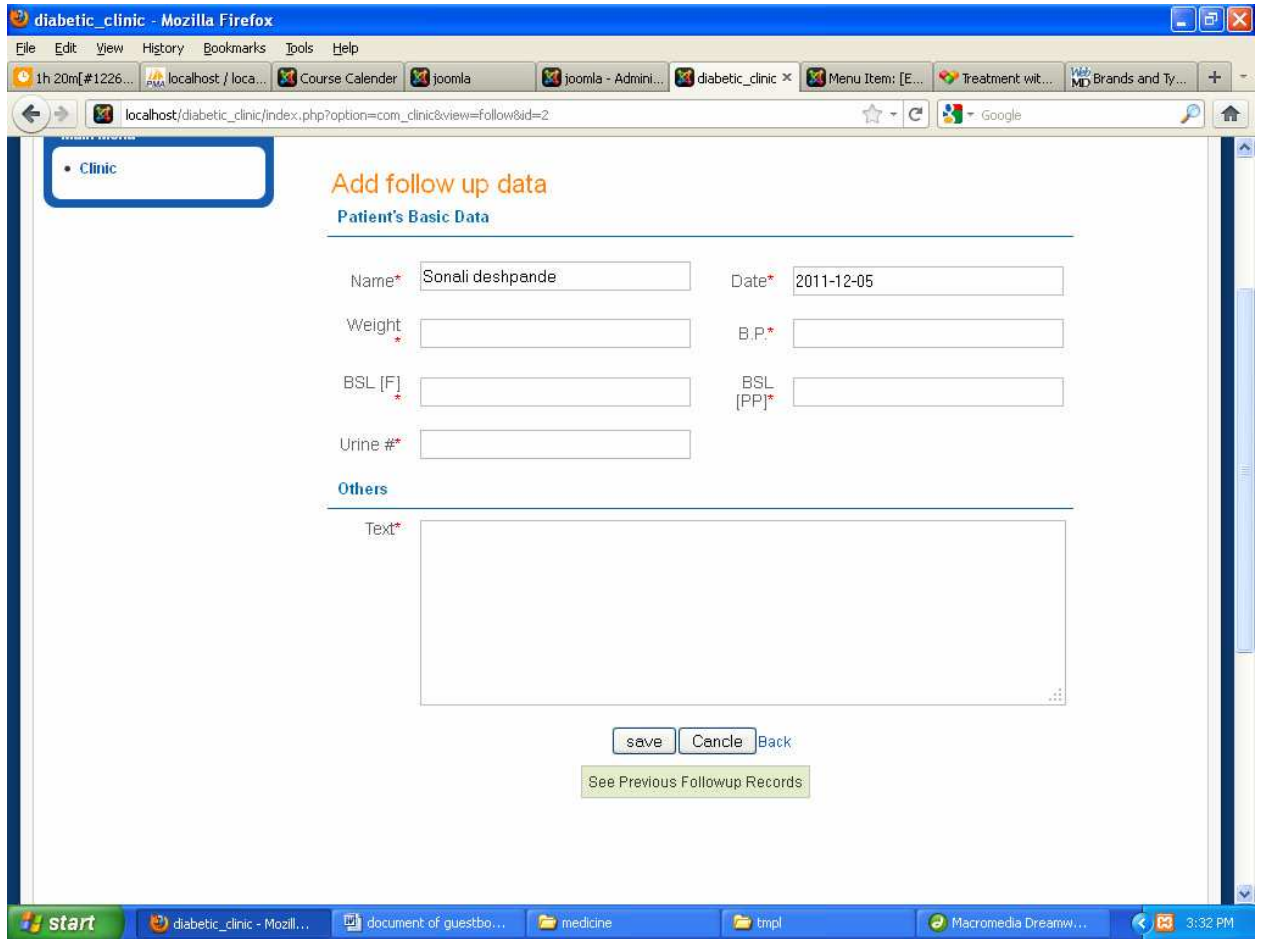 diabetic_clinic - Mozilla Firefox
File Edit View History Bookmarks Tools Help
1h 20m[#1226... localhost / loca... Course Calender joomla joomla - Admini... diabetic_clinic × Menu Item: [E... Treatment wit... Brands and Ty...
localhost/diabetic_clinic/index.php?option=com_clinic&view=follow&id=2 Google
Main Menu
• Clinic
Add follow up data
Patient's Basic Data
Name* Sonali deshpande Date* 2011-12-05
Weight * B.P.*
BSL [F] * BSL [PP]*
Urine #*
Others
Text*
save Cancle Back
See Previous Followup Records
start diabetic_clinic - Mozill... document of guestbo... medicine tmpl Macromedia Dreamw... 3:32 PM